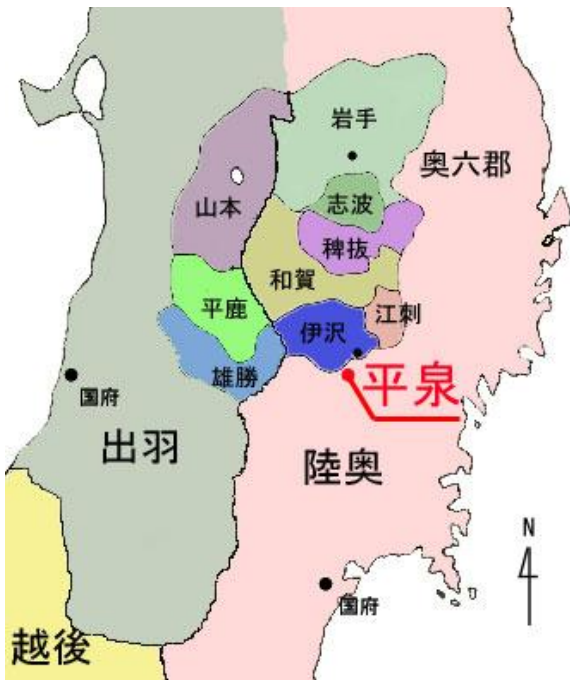 岩手
奥六郡
志波
山本
稗抜
和賀
江刺
平鹿
伊沢
雄勝
平泉
国府
出羽
陸奥
N
国府
越後